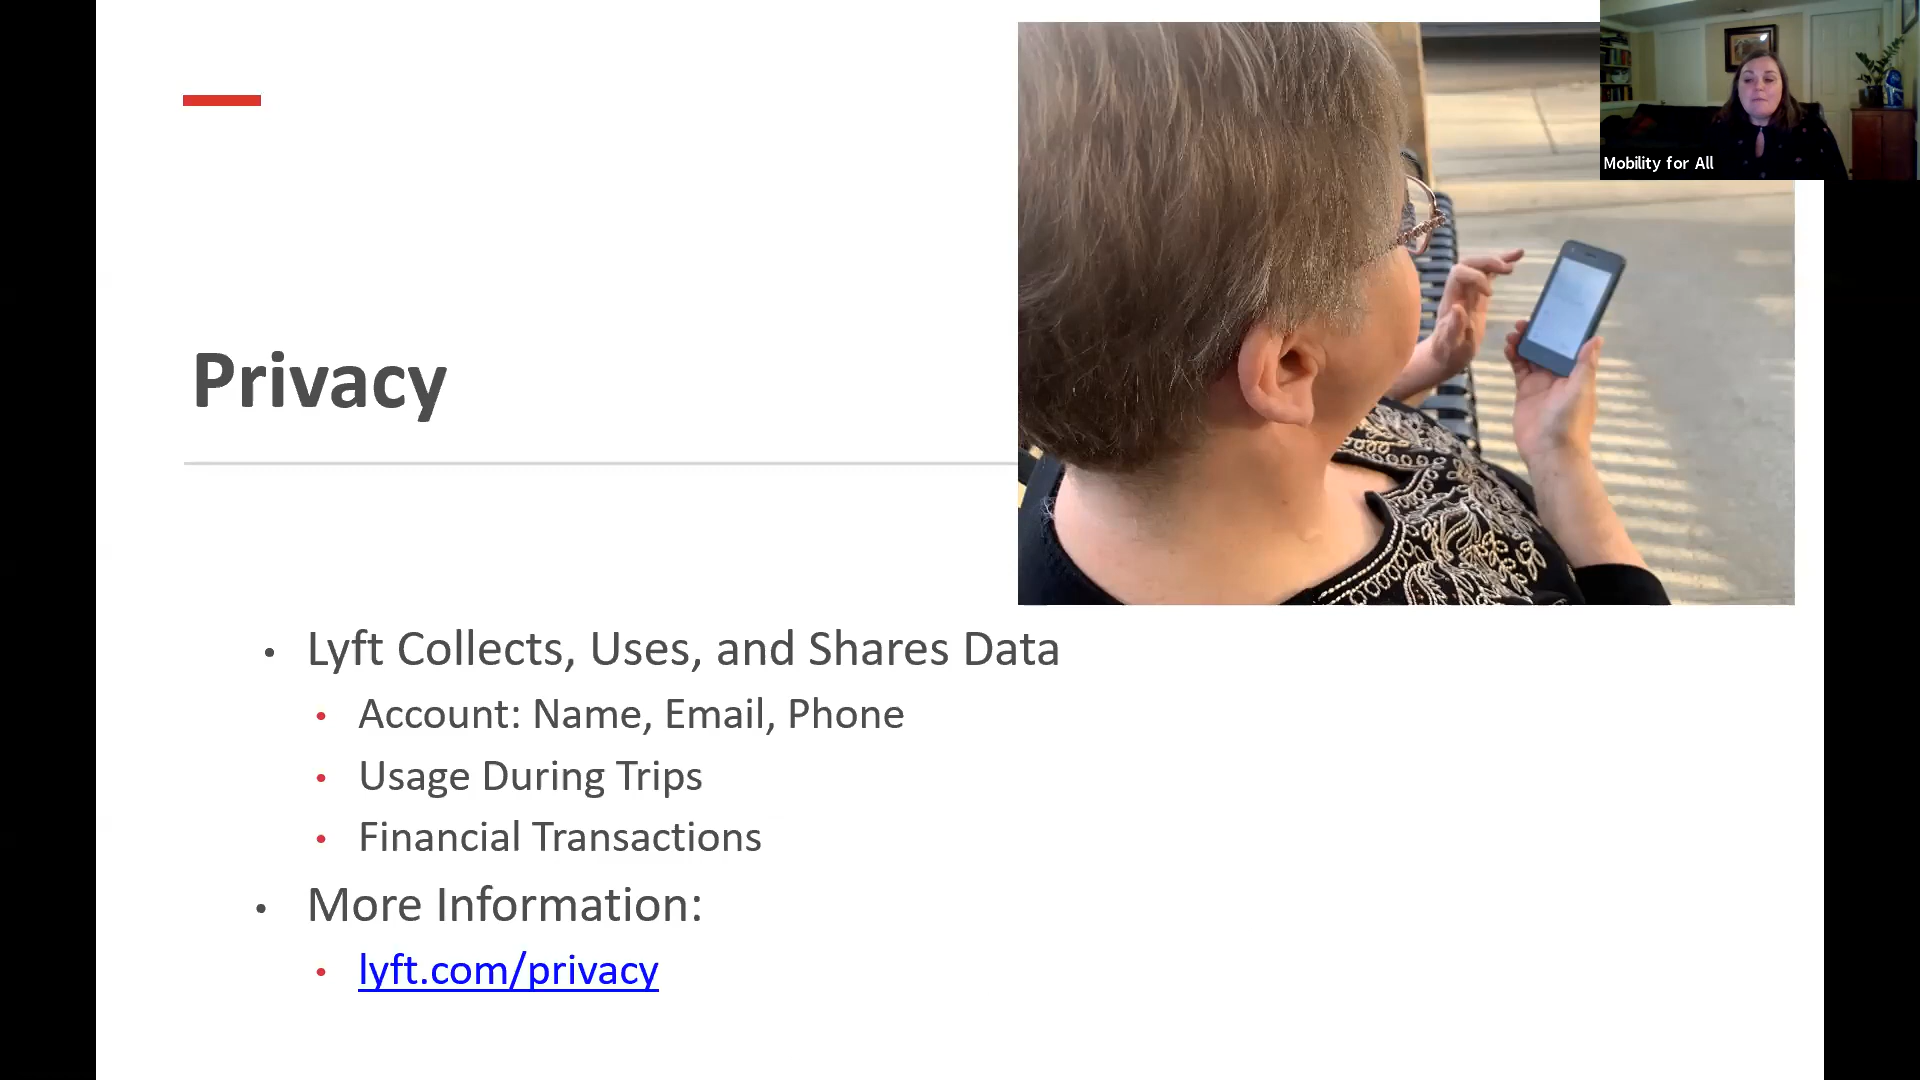 Mobility for All
Privacy
Lyft Collects, Uses, and Shares Data
Account: Name, Email, Phone
Usage During Trips
Financial Transactions
More Information:
lyft.com/privacy